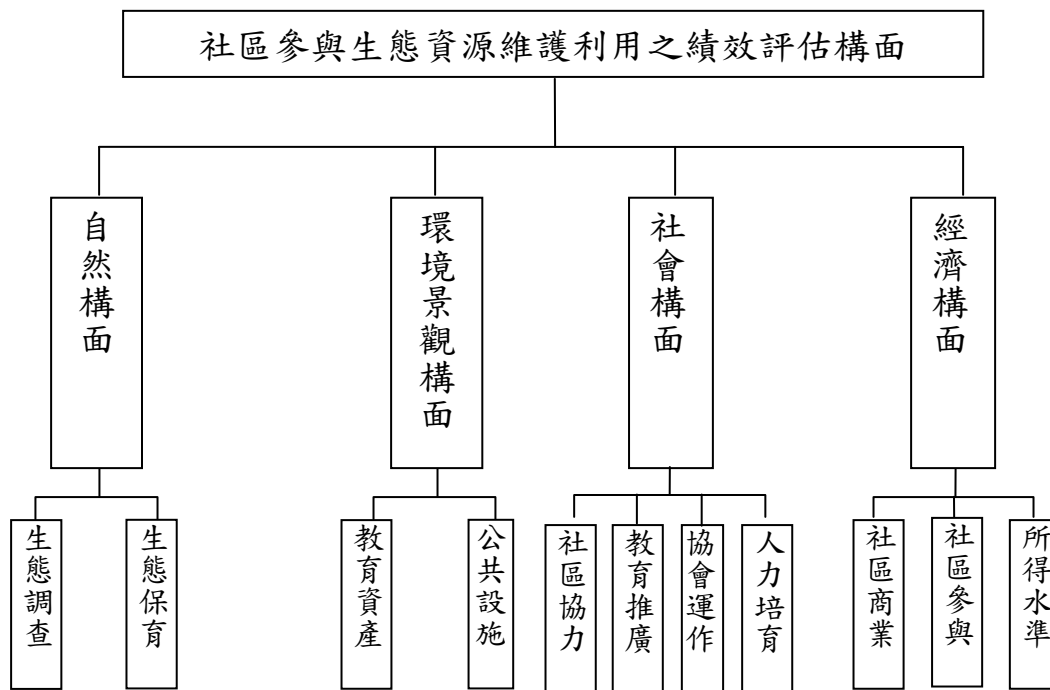 社區參與生態資源維護利用之績效評估構面
自然構面
環境景觀構面
社會構面
經濟構面
生態調查
生態保育
教育資產
公共設施
社區協力
教育推廣
協會運作
人力培育
社區商業
社區參與
所得水準